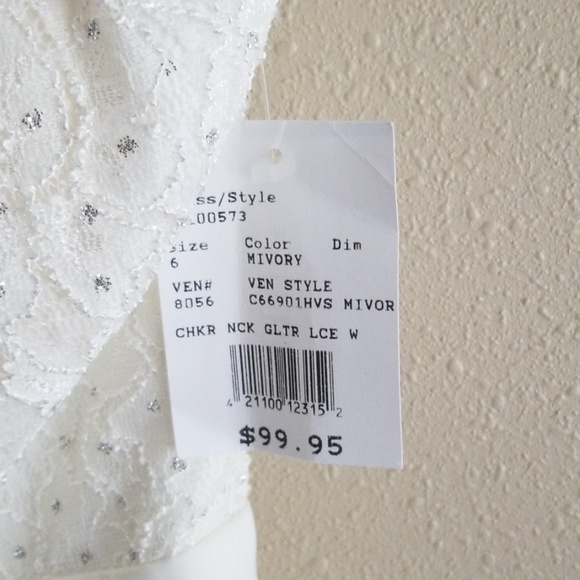 ss/Style
100573
Size Color Dim
6 MIVORY
VEN# VEN STYLE
8056 C66901HVS MIVOR
CHKR NCK GLTR LCE W
4 21100 12315 2
$99.95